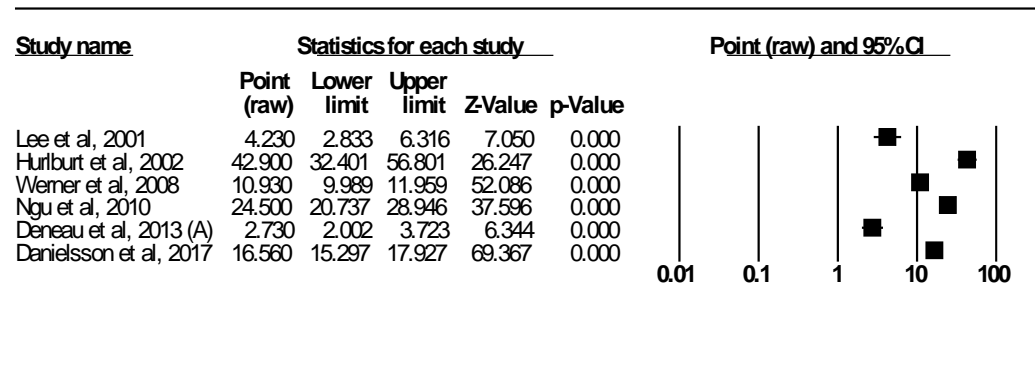 Study name Statistics for each study Point (raw) and 95% CI
Point Lower Upper
(raw) limit limit Z-Value p-Value
Lee et al, 2001 4.230 2.833 6.316 7.050 0.000
Hurlburt et al, 2002 42.900 32.401 56.801 26.247 0.000
Werner et al, 2008 10.930 9.989 11.959 52.086 0.000
Ngu et al, 2010 24.500 20.737 28.946 37.596 0.000
Deneau et al, 2013 (A) 2.730 2.002 3.723 6.344 0.000
Danielsson et al, 2017 16.560 15.297 17.927 69.367 0.000
0.01 0.1 1 10 100